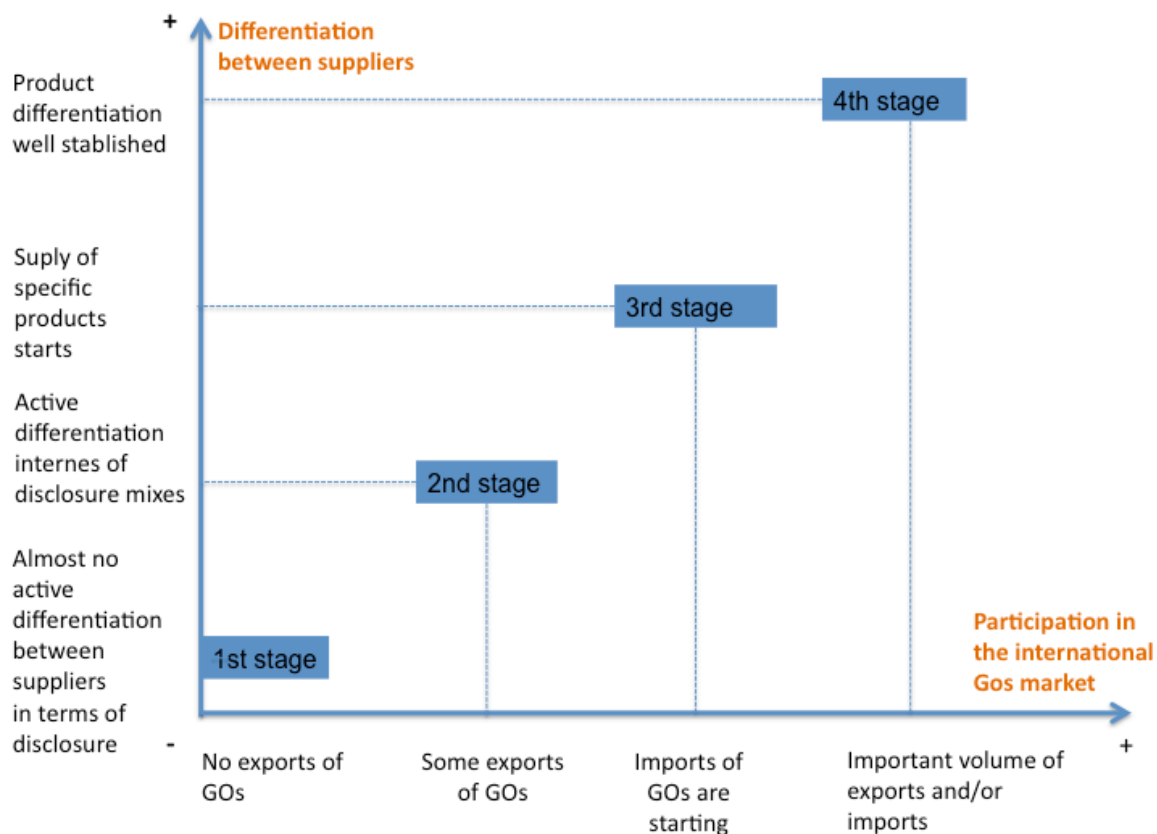 +
Differentiation
between suppliers
Product
differentiation
well stablished
4th stage
Suply of
specific
products
starts
3rd stage
Active
differentiation
internes of
disclosure mixes
2nd stage
Almost no
active
differentiation
between
suppliers
in terms of
disclosure
-
1st stage
Participation in
the international
Gos market
+
No exports of
GOs
Some exports
of GOs
Imports of
GOs are
starting
Important volume of
exports and/or
imports